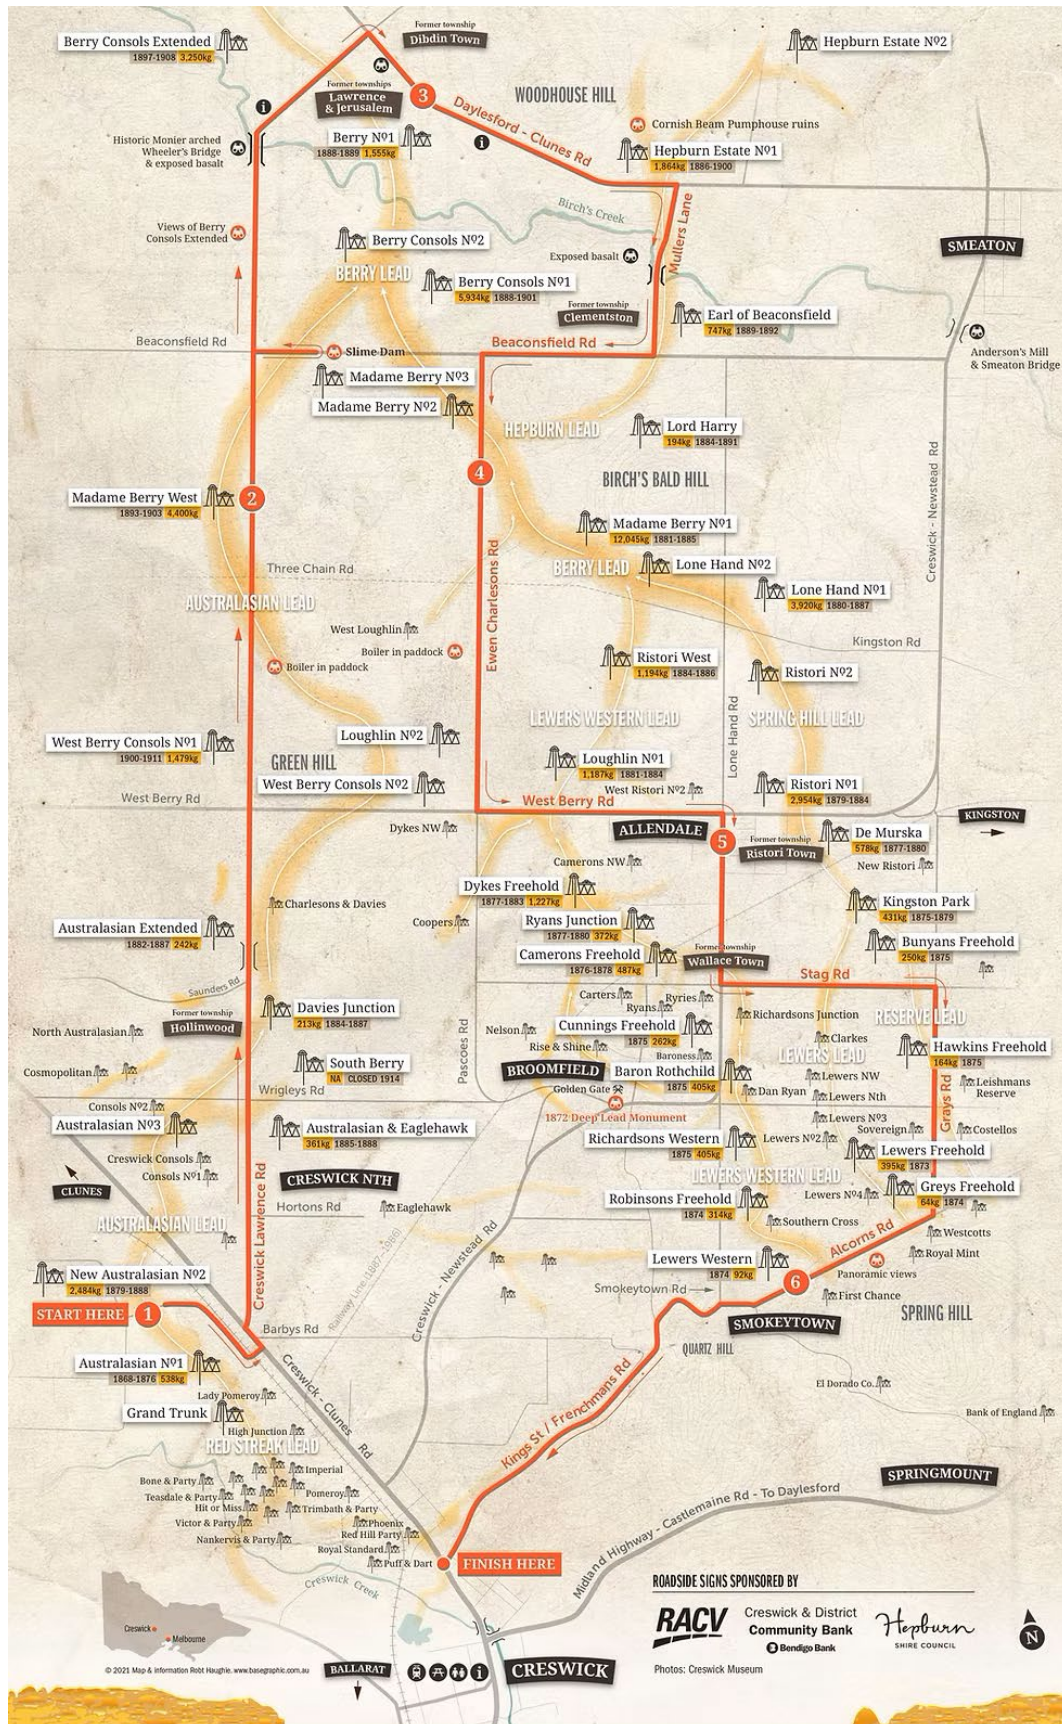 Former township
Dibdin Town
Berry Consols Extended
1897-1908 3,250kg
Hepburn Estate Nº2
Former townships
Lawrence
& Jerusalem
3
WOODHOUSE HILL
Daylesford - Clunes Rd
Cornish Beam Pumphouse ruins
Historic Monier arched
Wheeler's Bridge
& exposed basalt
Berry Nº1
1888-1889 1,555kg
Hepburn Estate Nº1
1,864kg 1886-1900
Birch's Creek
Mullers Lane
Views of Berry
Consols Extended
Berry Consols Nº2
SMEATON
Exposed basalt
BERRY LEAD
Berry Consols Nº1
5,934kg 1888-1901
Former township
Clementston
Earl of Beaconsfield
747kg 1889-1892
Beaconsfield Rd
Slime Dam
Beaconsfield Rd
Anderson's Mill
& Smeaton Bridge
Madame Berry Nº3
Madame Berry Nº2
HEPBURN LEAD
Lord Harry
194kg 1884-1891
4
BIRCH'S BALD HILL
Creswick - Newstead Rd
Madame Berry West
1893-1903 4,400kg
2
Madame Berry Nº1
12,045kg 1881-1885
Three Chain Rd
BERRY LEAD
Lone Hand Nº2
Lone Hand Nº1
3,920kg 1880-1887
AUSTRALASIAN LEAD
Ewen Charlesons Rd
West Loughlin
Boiler in paddock
Boiler in paddock
Kingston Rd
Ristori West
1,194kg 1884-1886
Ristori Nº2
LEWERS WESTERN LEAD
Lone Hand Rd
SPRING HILL LEAD
West Berry Consols Nº1
1900-1911 1,479kg
Loughlin Nº2
GREEN HILL
West Berry Consols Nº2
Loughlin Nº1
1,187kg 1881-1884
West Ristori Nº2
Ristori Nº1
2,954kg 1879-1884
West Berry Rd
West Berry Rd
KINGSTON
Dykes NW
ALLENDALE
5
Former township
Ristori Town
De Murska
578kg 1877-1880
Camerons NW
New Ristori
Dykes Freehold
1877-1883 1,227kg
Charlesons & Davies
Kingston Park
431kg 1875-1879
Coopers
Ryans Junction
1877-1880 372kg
Australasian Extended
1882-1887 242kg
Bunyans Freehold
250kg 1875
Camerons Freehold
1876-1878 487kg
Former township
Wallace Town
Stag Rd
Saunders Rd
Carters
Ryries
Ryans
Former township
Hollinwood
Davies Junction
213kg 1884-1887
Richardsons Junction
RESERVE LEAD
North Australasian
Nelson
Cunnings Freehold
1875 262kg
Clarkes
Rise & Shine
Baroness
LEWERS LEAD
Hawkins Freehold
164kg 1875
Cosmopolitan
South Berry
NA CLOSED 1914
Pascoes Rd
BROOMFIELD
Baron Rothchild
1875 405kg
Lewers NW
Wrigleys Rd
Golden Gate
Dan Ryan
Lewers Nth
Leishmans
Reserve
Consols Nº2
1872 Deep Lead Monument
Grays Rd
Australasian Nº3
Australasian & Eaglehawk
361kg 1885-1888
Lewers Nº3
Sovereign
Costellos
Richardsons Western
1875 405kg
Lewers Nº2
Creswick Consols
Lewers Freehold
395kg 1873
CLUNES
Consols Nº1
CRESWICK NTH
LEWERS WESTERN LEAD
Greys Freehold
64kg 1874
Creswick Lawrence Rd
Hortons Rd
Eaglehawk
Robinsons Freehold
1874 314kg
Lewers Nº4
AUSTRALASIAN LEAD
Southern Cross
Westcotts
Railway Line (1887-1986)
Creswick - Newstead Rd
Alcorns Rd
Royal Mint
New Australasian Nº2
2,484kg 1879-1888
Lewers Western
1874 92kg
Panoramic views
START HERE
1
Smokeytown Rd
6
First Chance
SPRING HILL
Barbys Rd
SMOKEYTOWN
QUARTZ HILL
Australasian Nº1
1868-1876 538kg
Creswick - Clunes Rd
Kings St / Frenchmans Rd
El Dorado Co.
Lady Pomeroy
Grand Trunk
Bank of England
High Junction
RED STREAK LEAD
Imperial
SPRINGMOUNT
Bone & Party
Teasdale & Party
Pomeroy
Hit or Miss
Trimbath & Party
Victor & Party
Phoenix
Red Hill Party
Nankervis & Party
Royal Standard
Midland Highway - Castlemaine Rd - To Daylesford
Puff & Dart
FINISH HERE
Creswick Creek
ROADSIDE SIGNS SPONSORED BY
RACV
Creswick & District
Community Bank
Bendigo Bank
Hepburn
SHIRE COUNCIL
N
Creswick
Melbourne
© 2021 Map & Information Robt Haughie. www.basegraphic.com.au
BALLARAT
CRESWICK
Photos: Creswick Museum